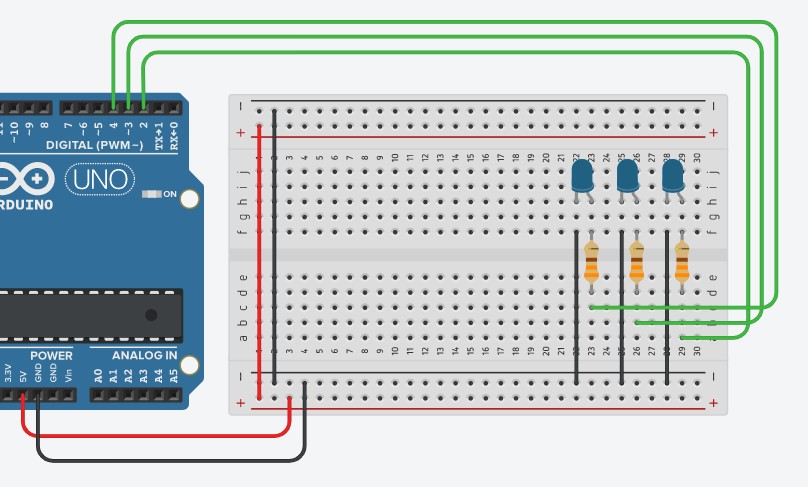 11 ~10 ~9 8 7 ~6 ~5 4 ~3 2 TX→1 RX←0
DIGITAL (PWM~)
UNO
ON
RDUINO
POWER
ANALOG IN
3.3V 5V GND GND Vin A0 A1 A2 A3 A4 A5
− −
+ +
1 2 3 4 5 6 7 8 9 10 11 12 13 14 15 16 17 18 19 20 21 22 23 25 26 27 28 29 30
j j
i i
h h
g g
f f
e e
d d
c c
b b
a a
1 2 3 4 5 6 7 8 9 10 11 12 13 14 15 16 17 18 19 20 21 22 23 24 25 26 27 28 29 30
− −
+ +